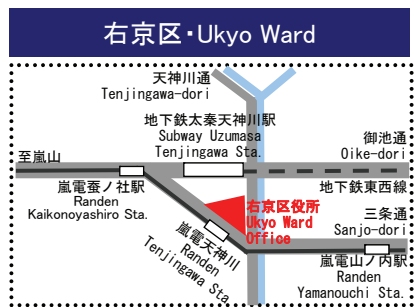 右京区・Ukyo Ward
天神川通
Tenjingawa-dori
地下鉄太秦天神川駅
Subway Uzumasa
Tenjingawa Sta.
御池通
Oike-dori
至嵐山
嵐電蚕ノ社駅
Randen
Kaikonoyashiro Sta.
地下鉄東西線
右京区役所
Ukyo Ward
Office
三条通
Sanjo-dori
嵐電天神川
Randen
Tenjingawa Sta.
嵐電山ノ内駅
Randen
Yamanouchi Sta.